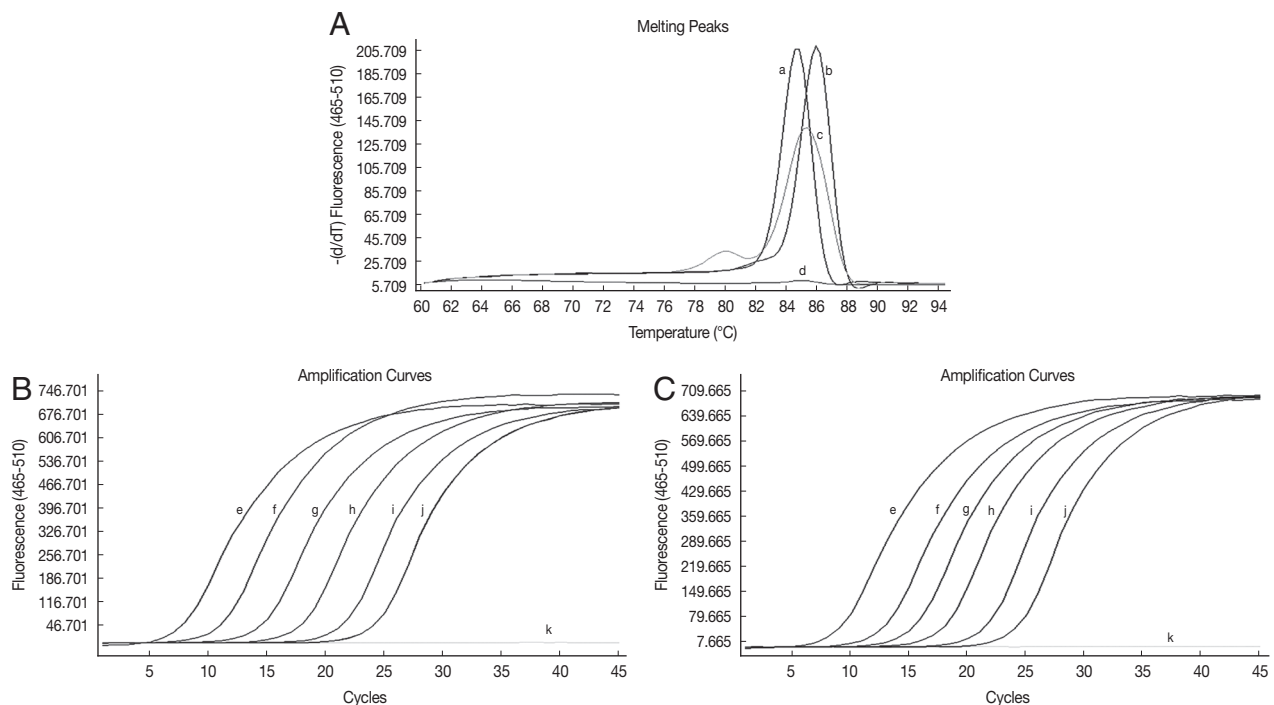 A
Melting Peaks
-(d/dT) Fluorescence (465-510)
205.709
185.709
165.709
145.709
125.709
105.709
85.709
65.709
45.709
25.709
5.709
a
b
c
d
60 62 64 66 68 70 72 74 76 78 80 82 84 86 88 90 92 94
Temperature (°C)
B
Amplification Curves
Fluorescence (465-510)
746.701
676.701
606.701
536.701
466.701
396.701
326.701
256.701
186.701
116.701
46.701
e f g h i j
k
5 10 15 20 25 30 35 40 45
Cycles
C
Amplification Curves
Fluorescence (465-510)
709.665
639.665
569.665
499.665
429.665
359.665
289.665
219.665
149.665
79.665
7.665
e f g h i j
k
5 10 15 20 25 30 35 40 45
Cycles